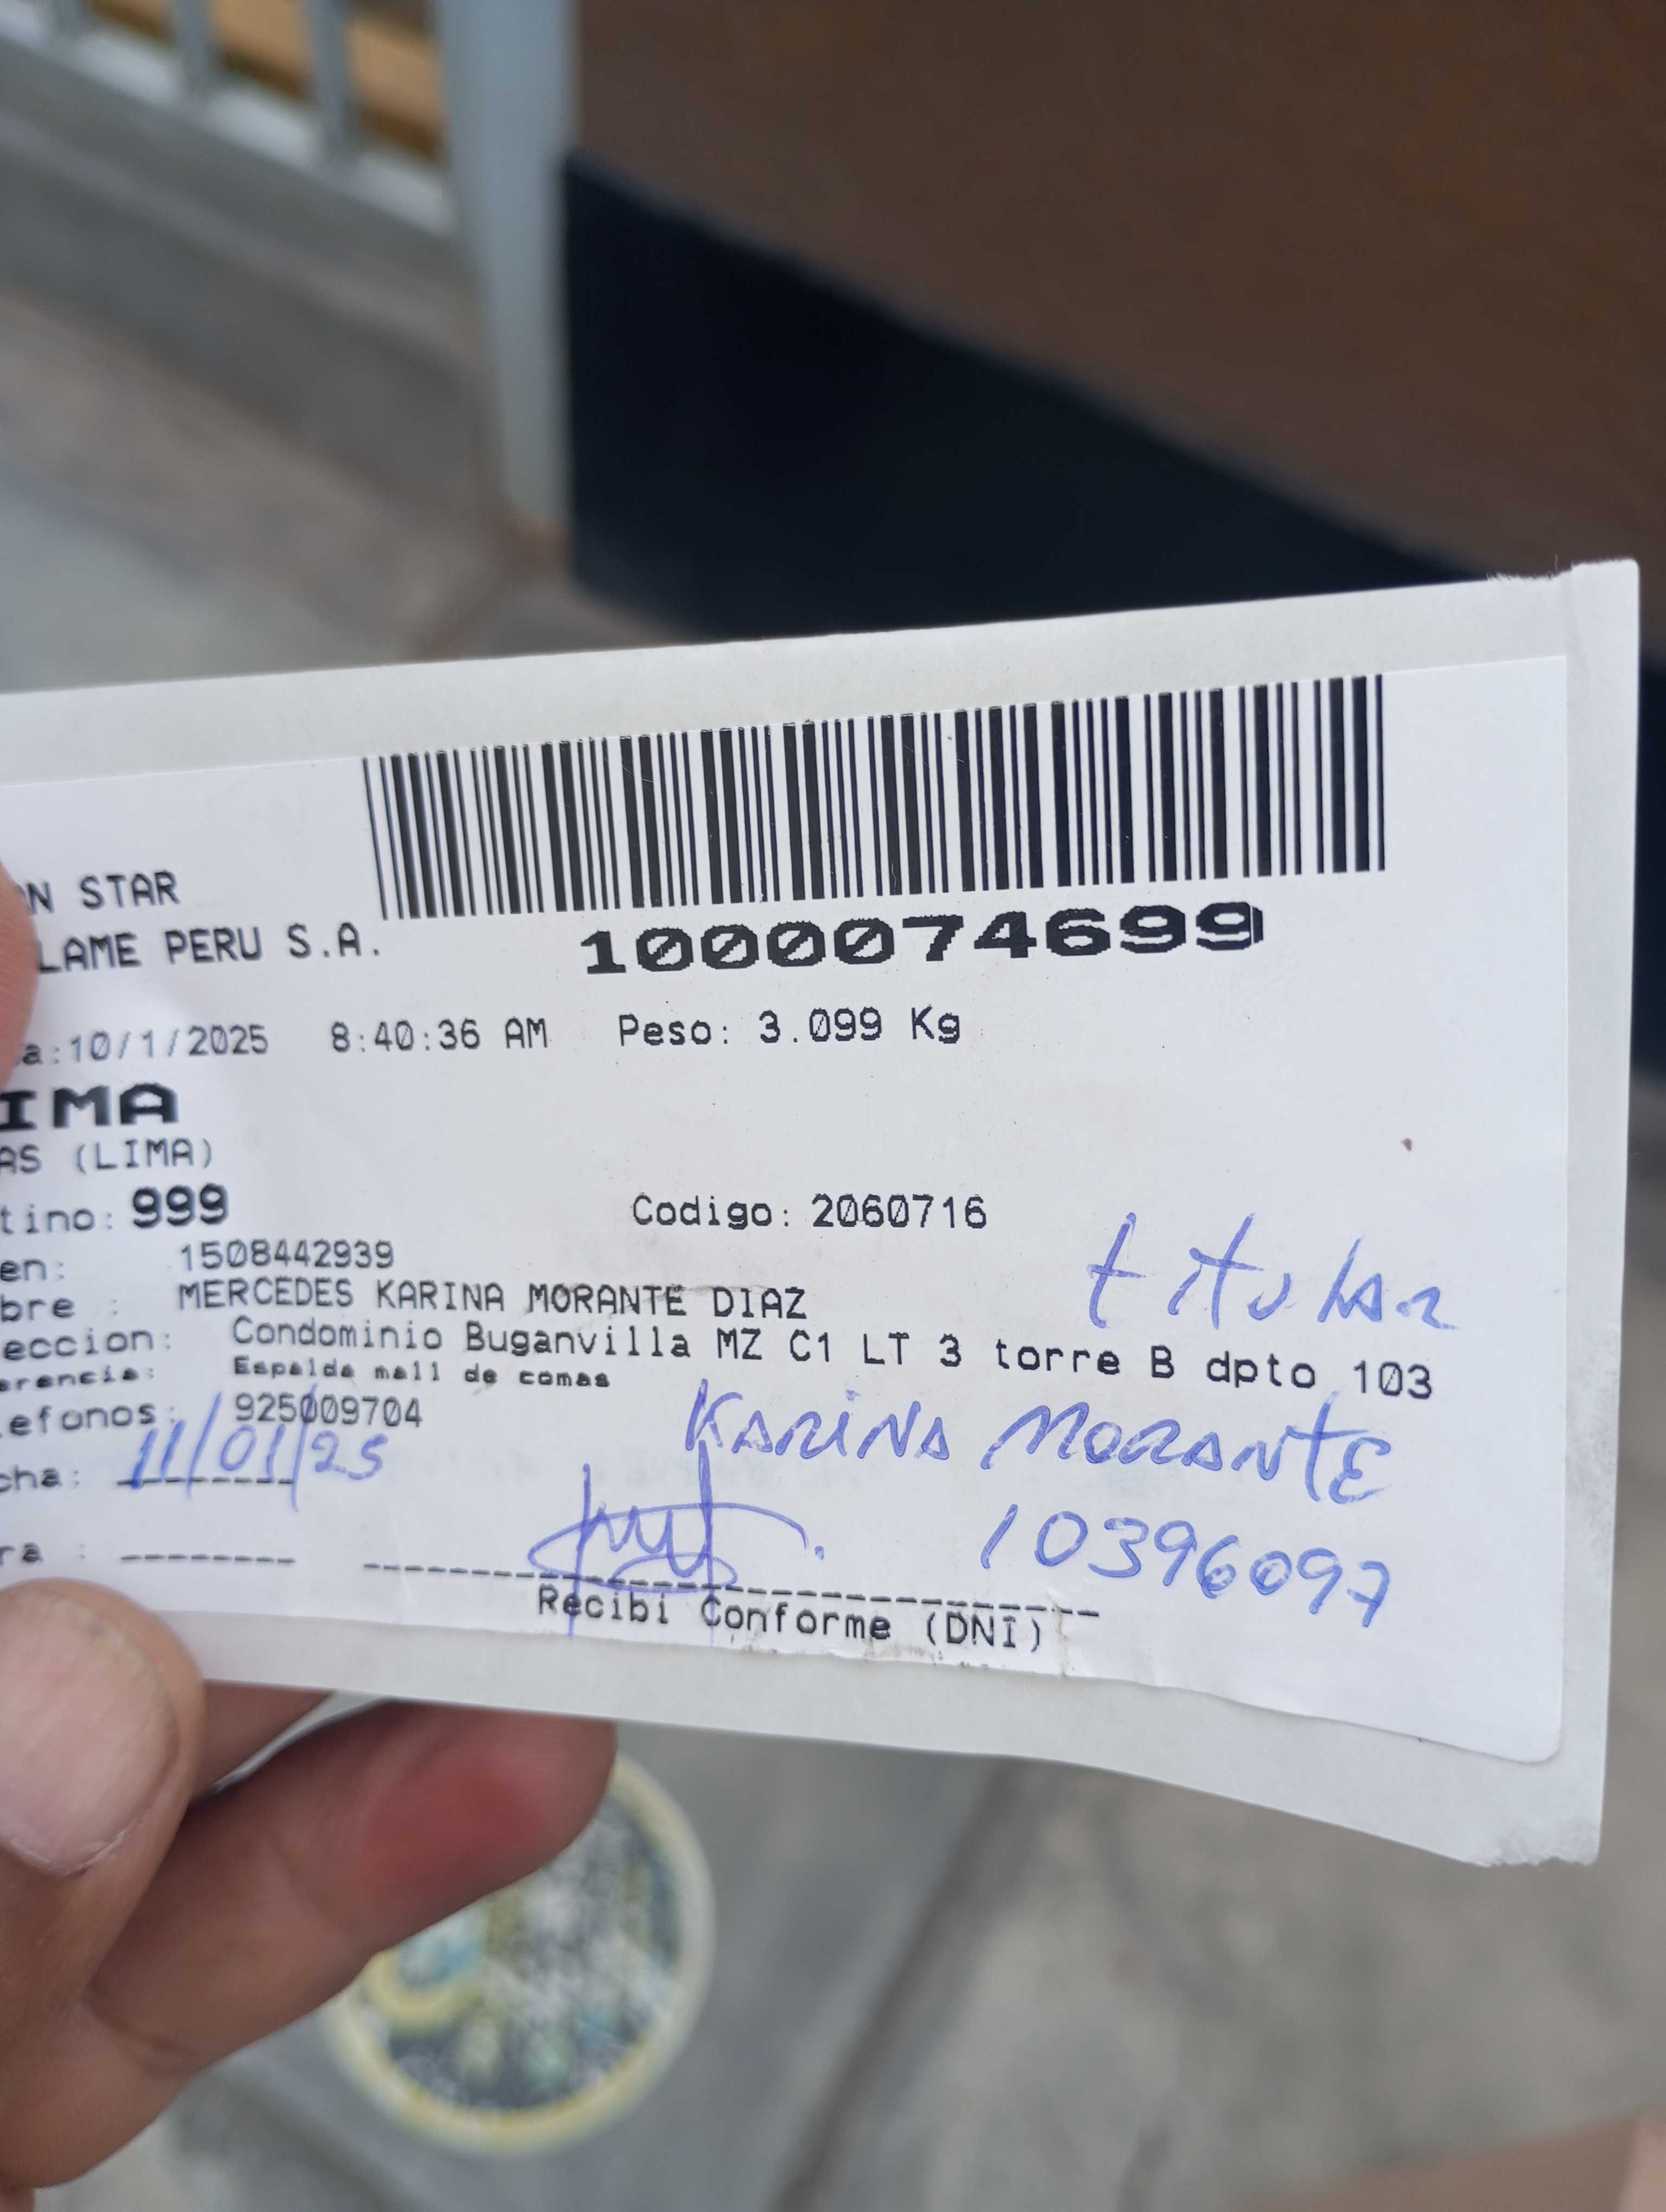 N STAR
LAME PERU S.A.
1000074699
a:10/1/2025 8:40:36 AM Peso: 3.099 Kg
IMA
AS (LIMA)
tino: 999 Codigo: 2060716
titular
en: 1508442939
bre : MERCEDES KARINA MORANTE DIAZ
eccion: Condominio Buganvilla MZ C1 LT 3 torre B dpto 103
erencia: Espalda mall de comas
efonos: 925009704
KARINA MORANTE
cha: 11/01/25
10396097
ra :
Recibi Conforme (DNI)